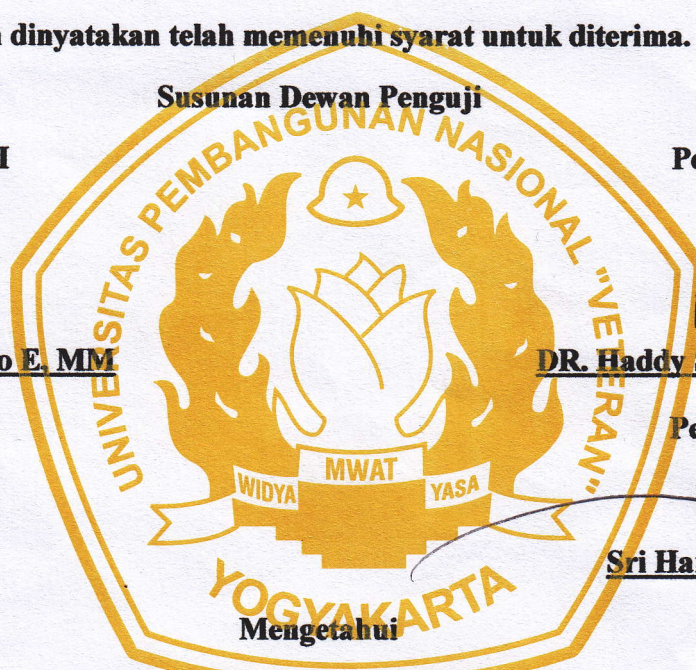 dinyatakan telah memenuhi syarat untuk diterima.
Susunan Dewan Penguji
UNIVERSITAS PEMBANGUNAN NASIONAL "VETERAN"
E, MM
DR. Haddy
WIDYA MWAT YASA
Sri
YOGYAKARTA
Mengetahui